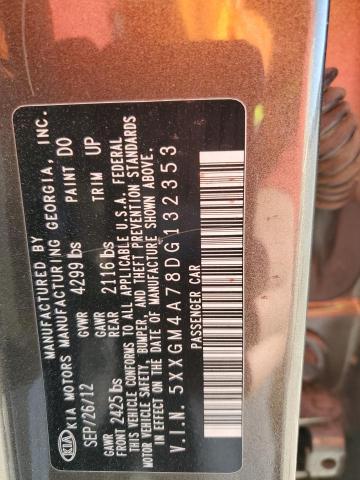 MANUFACTURED BY
KIA KIA MOTORS MANUFACTURING GEORGIA, INC.
SEP/26/12 GVWR 4299 lbs PAINT DO
GAWR FRONT 2425 lbs GAWR REAR 2116 lbs TRIM UP
THIS VEHICLE CONFORMS TO ALL APPLICABLE U.S.A. FEDERAL
MOTOR VEHICLE SAFETY, BUMPER, AND THEFT PREVENTION STANDARDS
IN EFFECT ON THE DATE OF MANUFACTURE SHOWN ABOVE.
V.I.N. 5XXGM4A78DG132353
PASSENGER CAR